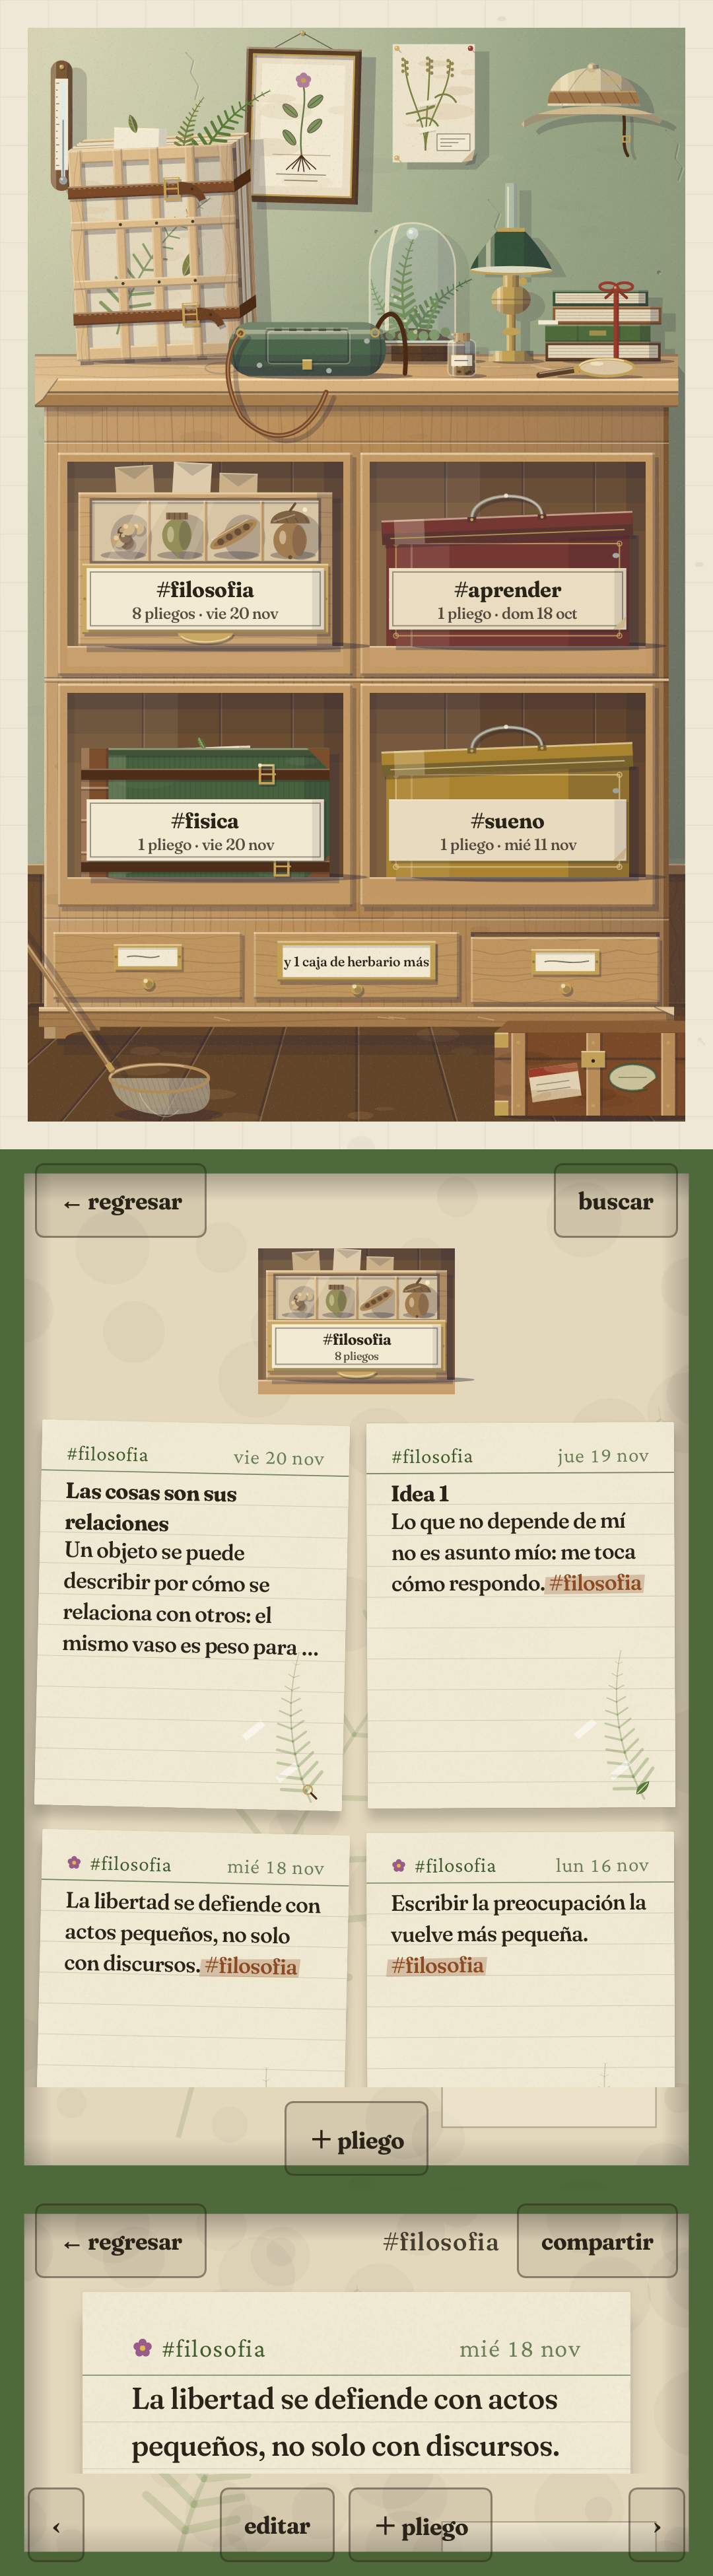 #filosofia
8 pliegos · vie 20 nov
#aprender
1 pliego · dom 18 oct
#fisica
1 pliego · vie 20 nov
#sueno
1 pliego · mié 11 nov
y 1 caja de herbario más
← regresar
buscar
#filosofia
8 pliegos
#filosofia
vie 20 nov
Las cosas son sus
relaciones
Un objeto se puede
describir por cómo se
relaciona con otros: el
mismo vaso es peso para ...
#filosofia
jue 19 nov
Idea 1
Lo que no depende de mí
no es asunto mío: me toca
cómo respondo. #filosofia
#filosofia
mié 18 nov
La libertad se defiende con
actos pequeños, no solo
con discursos. #filosofia
#filosofia
lun 16 nov
Escribir la preocupación la
vuelve más pequeña.
#filosofia
+ pliego
← regresar
#filosofia
compartir
#filosofia
mié 18 nov
La libertad se defiende con actos
pequeños, no solo con discursos.
‹
editar
+ pliego
›